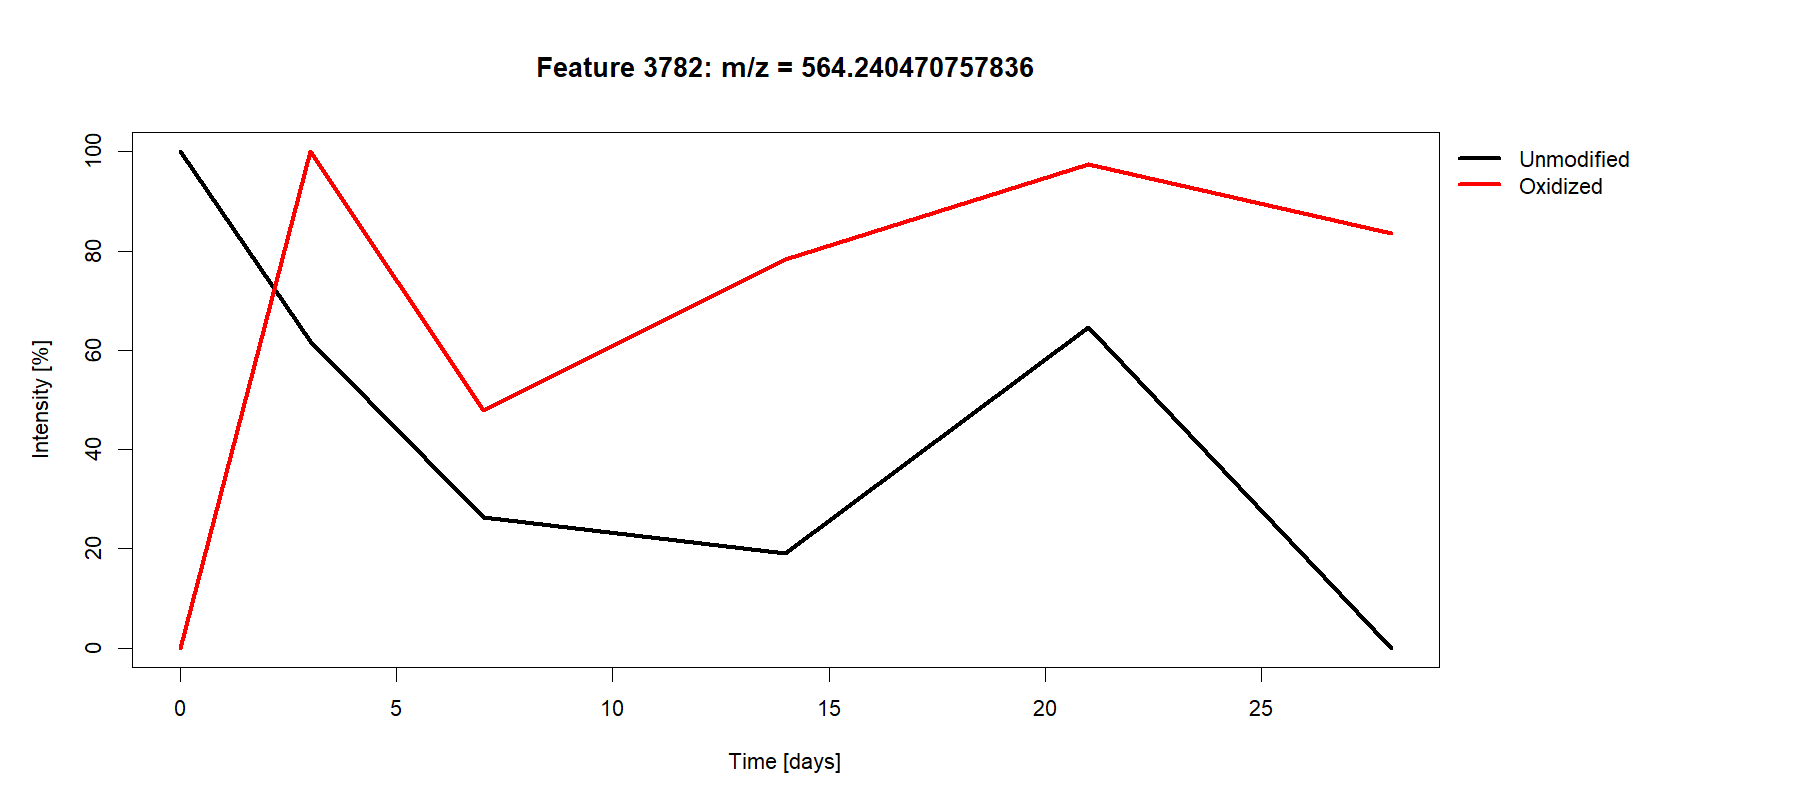 Feature 3782: m/z = 564.240470757836
Unmodified
Oxidized
Intensity [%]
100
80
60
40
20
0
0 5 10 15 20 25
Time [days]